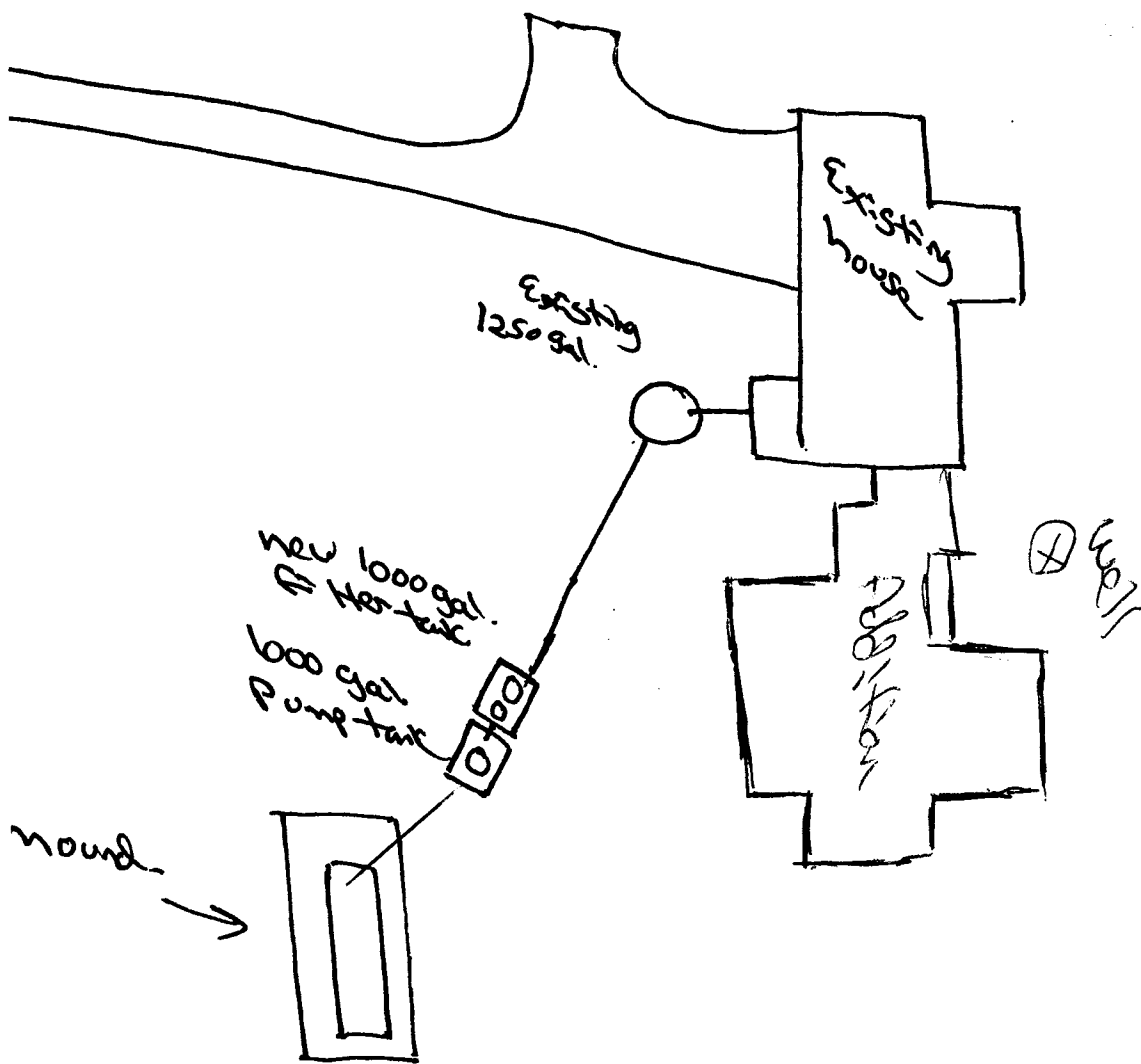 Existing
house
Existing
1250 gal.
new 1000 gal.
filter tank
1000 gal.
Pump tank
mound
Addition
Well